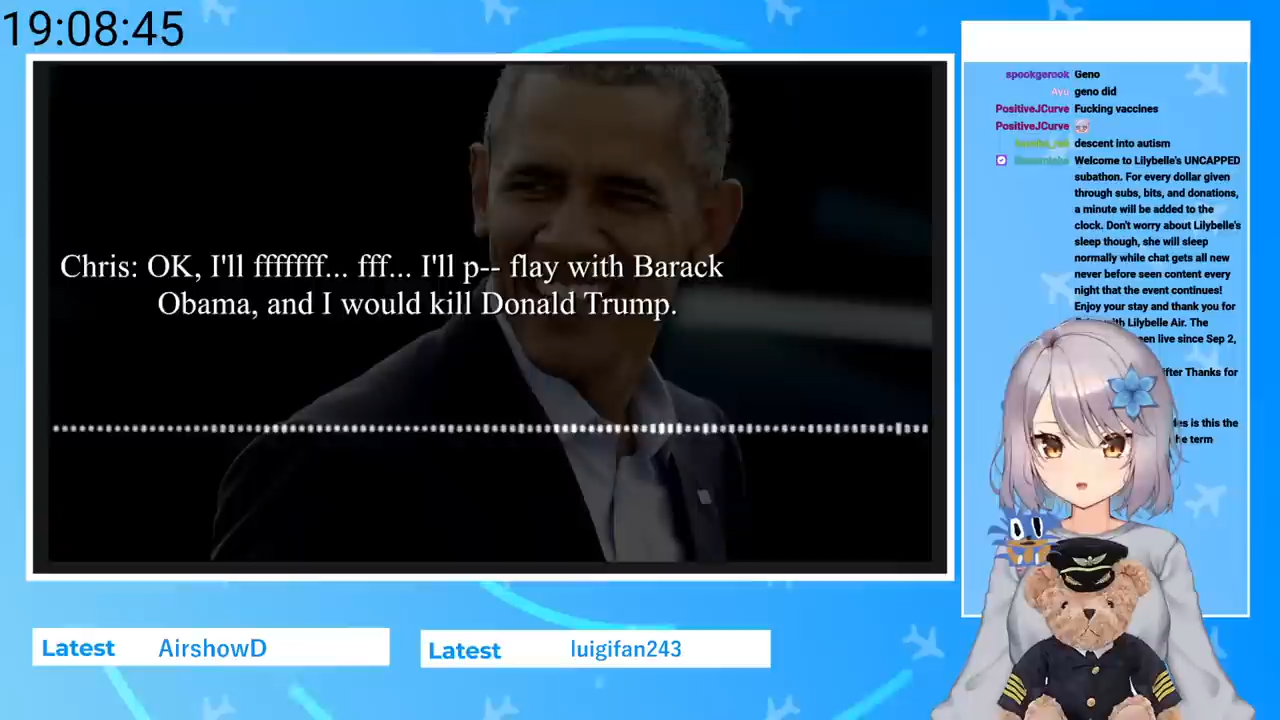 19:08:45
Chris: OK, I'll fffffff... fff... I'll p-- flay with Barack
Obama, and I would kill Donald Trump.
Latest AirshowD
Latest luigifan243
spookgerook Geno
Ayu geno did
PositiveJCurve Fucking vaccines
PositiveJCurve
descent into autism
Welcome to Lilybelle's UNCAPPED
subathon. For every dollar given
through subs, bits, and donations,
a minute will be added to the
clock. Don't worry about Lilybelle's
sleep though, she will sleep
normally while chat gets all new
never before seen content every
night that the event continues!
Enjoy your stay and thank you for
with Lilybelle Air. The
live since Sep 2,
Thanks for
is this the
term